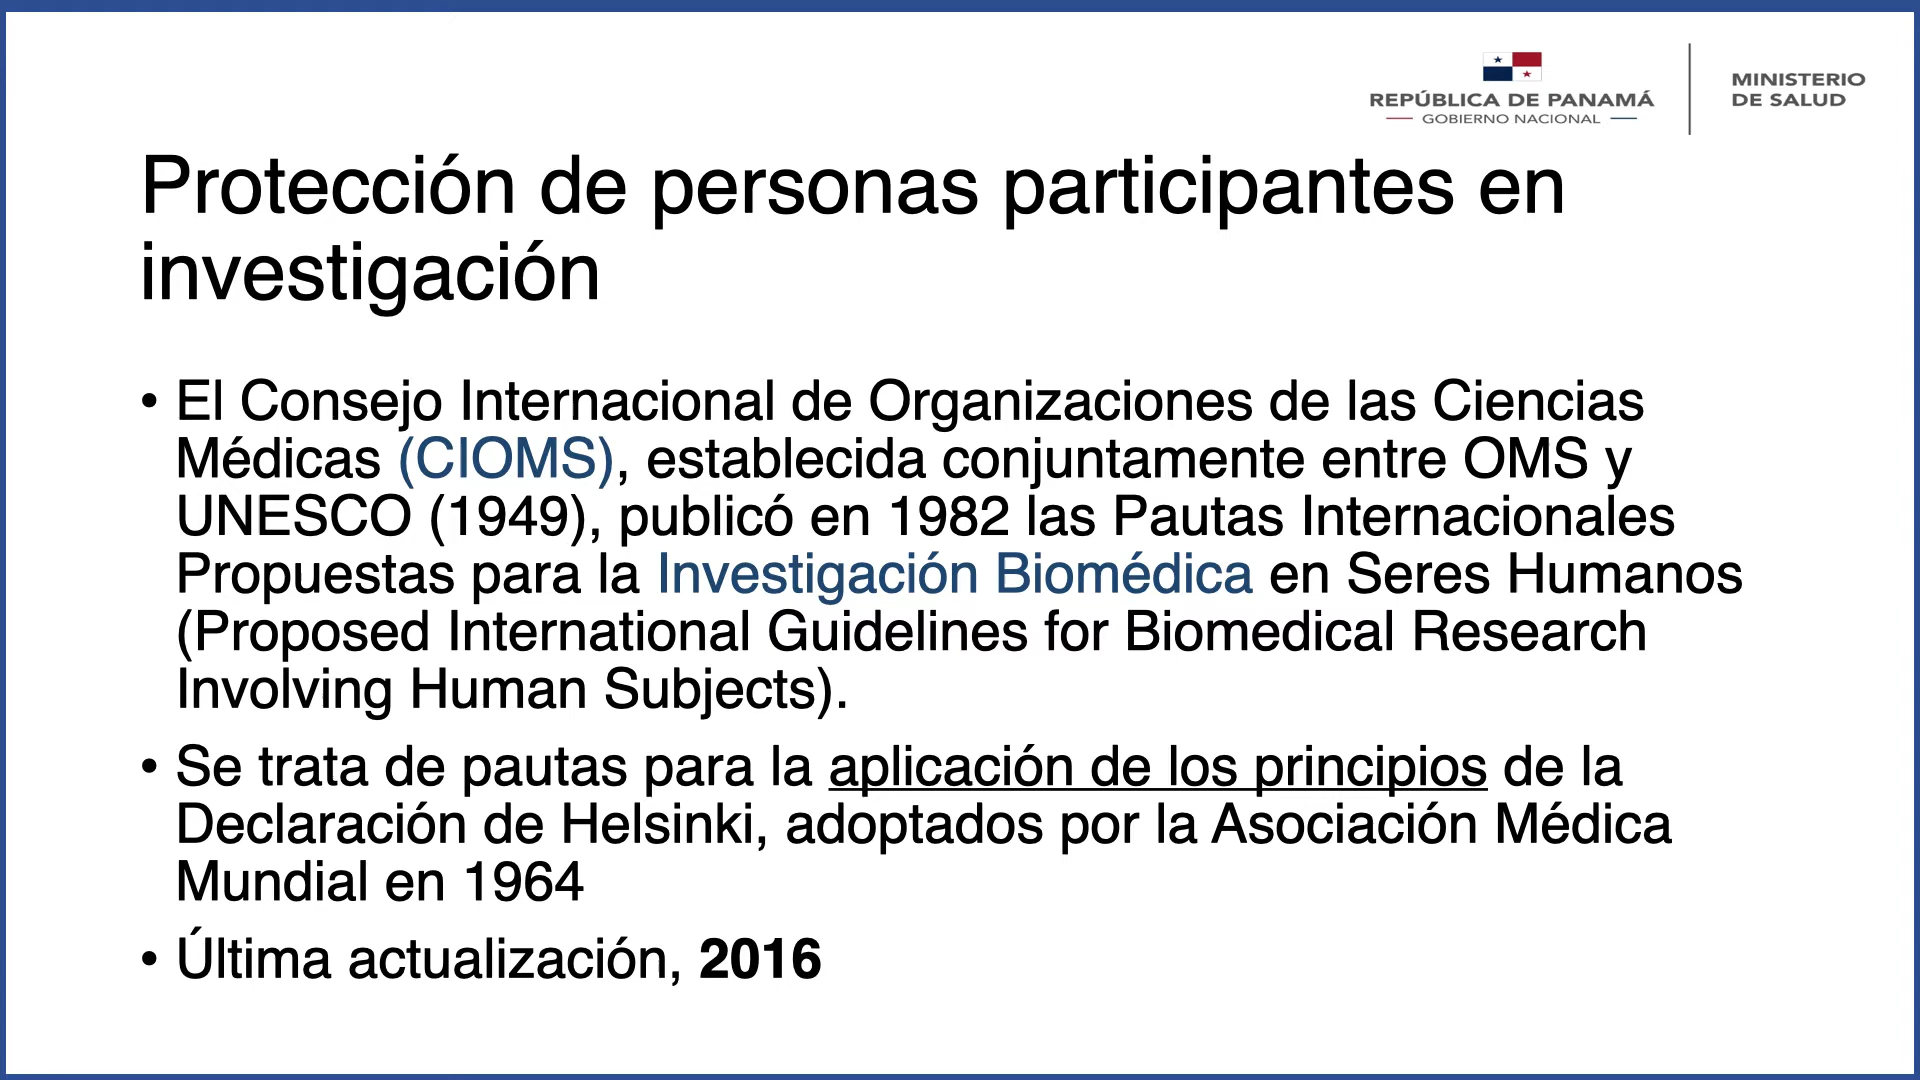 REPÚBLICA DE PANAMÁ
GOBIERNO NACIONAL
MINISTERIO
DE SALUD
Protección de personas participantes en
investigación
• El Consejo Internacional de Organizaciones de las Ciencias
Médicas (CIOMS), establecida conjuntamente entre OMS y
UNESCO (1949), publicó en 1982 las Pautas Internacionales
Propuestas para la Investigación Biomédica en Seres Humanos
(Proposed International Guidelines for Biomedical Research
Involving Human Subjects).
• Se trata de pautas para la aplicación de los principios de la
Declaración de Helsinki, adoptados por la Asociación Médica
Mundial en 1964
• Última actualización, 2016